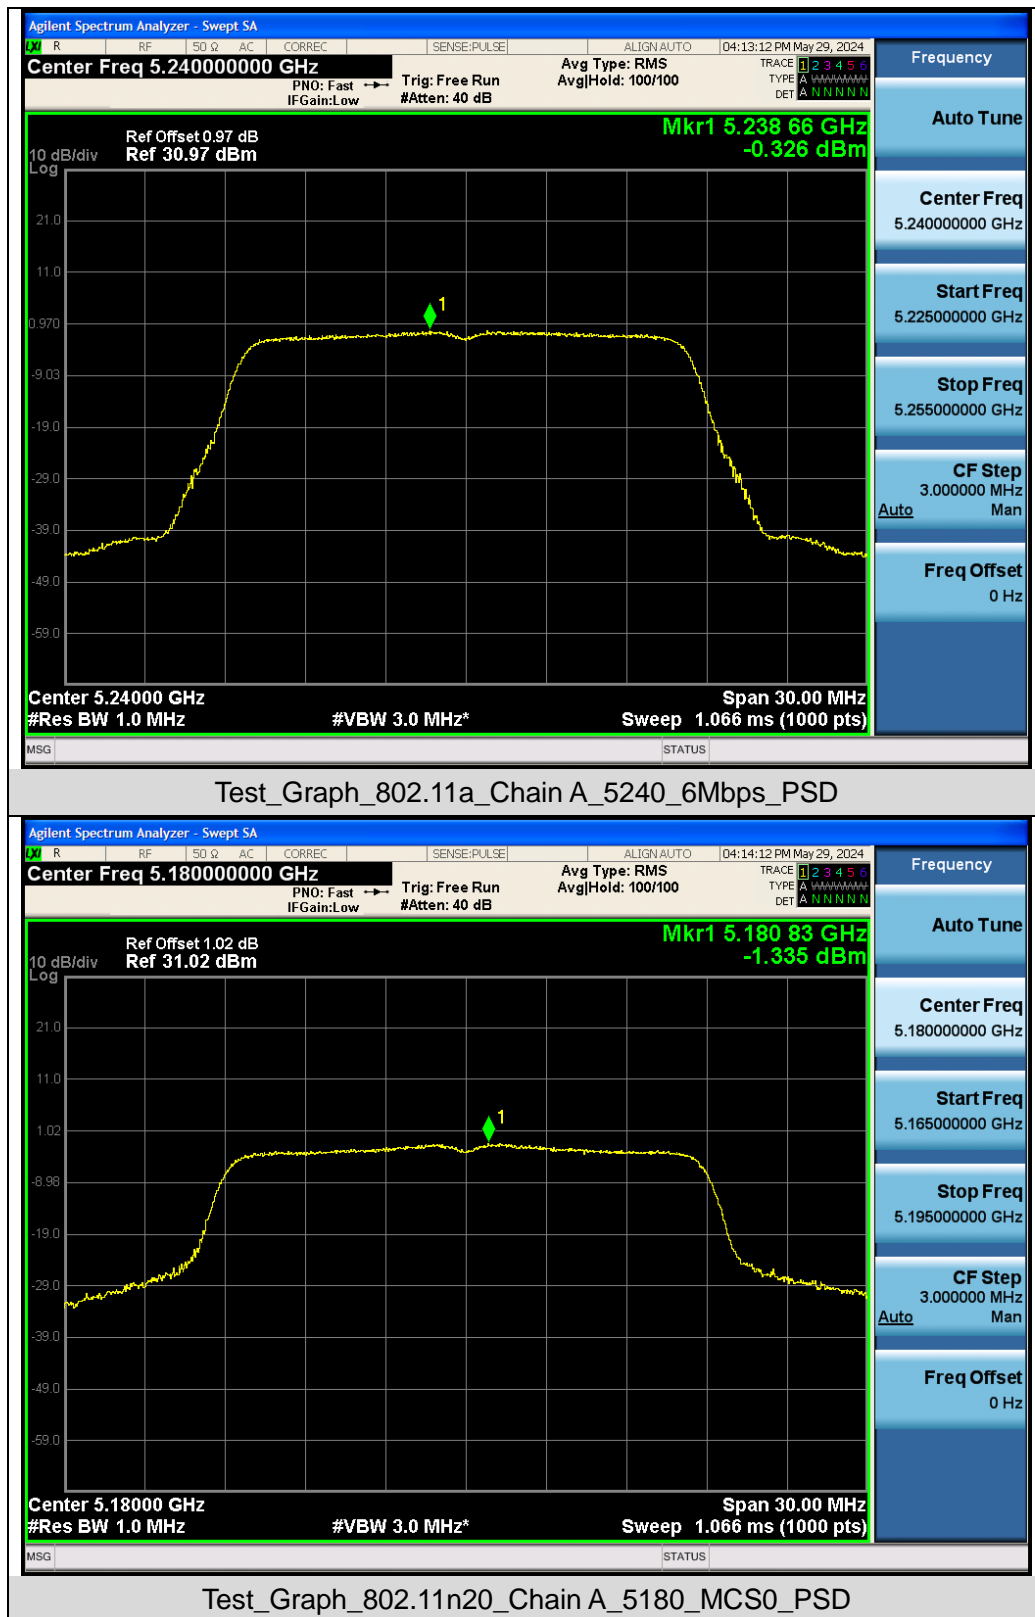 Agilent Spectrum Analyzer - Swept SA
LXI R RF 50 Ω AC CORREC SENSE:PULSE ALIGN AUTO 04:13:12 PM May 29, 2024
Center Freq 5.240000000 GHz
PNO: Fast
IFGain:Low
Trig: Free Run
#Atten: 40 dB
Avg Type: RMS
Avg|Hold: 100/100
TRACE 1 2 3 4 5 6
TYPE A WWWWW
DET A N N N N N
Frequency
Auto Tune
Center Freq
5.240000000 GHz
Start Freq
5.225000000 GHz
Stop Freq
5.255000000 GHz
CF Step
3.000000 MHz
Auto Man
Freq Offset
0 Hz
Mkr1 5.238 66 GHz
-0.326 dBm
Ref Offset 0.97 dB
10 dB/div Ref 30.97 dBm
Log
21.0
11.0
0.970
-9.03
-19.0
-29.0
-39.0
-49.0
-59.0
1
Center 5.24000 GHz Span 30.00 MHz
#Res BW 1.0 MHz #VBW 3.0 MHz* Sweep 1.066 ms (1000 pts)
MSG STATUS
Test_Graph_802.11a_Chain A_5240_6Mbps_PSD
Agilent Spectrum Analyzer - Swept SA
LXI R RF 50 Ω AC CORREC SENSE:PULSE ALIGN AUTO 04:14:12 PM May 29, 2024
Center Freq 5.180000000 GHz
PNO: Fast
IFGain:Low
Trig: Free Run
#Atten: 40 dB
Avg Type: RMS
Avg|Hold: 100/100
TRACE 1 2 3 4 5 6
TYPE A WWWWW
DET A N N N N N
Frequency
Auto Tune
Center Freq
5.180000000 GHz
Start Freq
5.165000000 GHz
Stop Freq
5.195000000 GHz
CF Step
3.000000 MHz
Auto Man
Freq Offset
0 Hz
Mkr1 5.180 83 GHz
-1.335 dBm
Ref Offset 1.02 dB
10 dB/div Ref 31.02 dBm
Log
21.0
11.0
1.02
-8.98
-19.0
-29.0
-39.0
-49.0
-59.0
1
Center 5.18000 GHz Span 30.00 MHz
#Res BW 1.0 MHz #VBW 3.0 MHz* Sweep 1.066 ms (1000 pts)
MSG STATUS
Test_Graph_802.11n20_Chain A_5180_MCS0_PSD